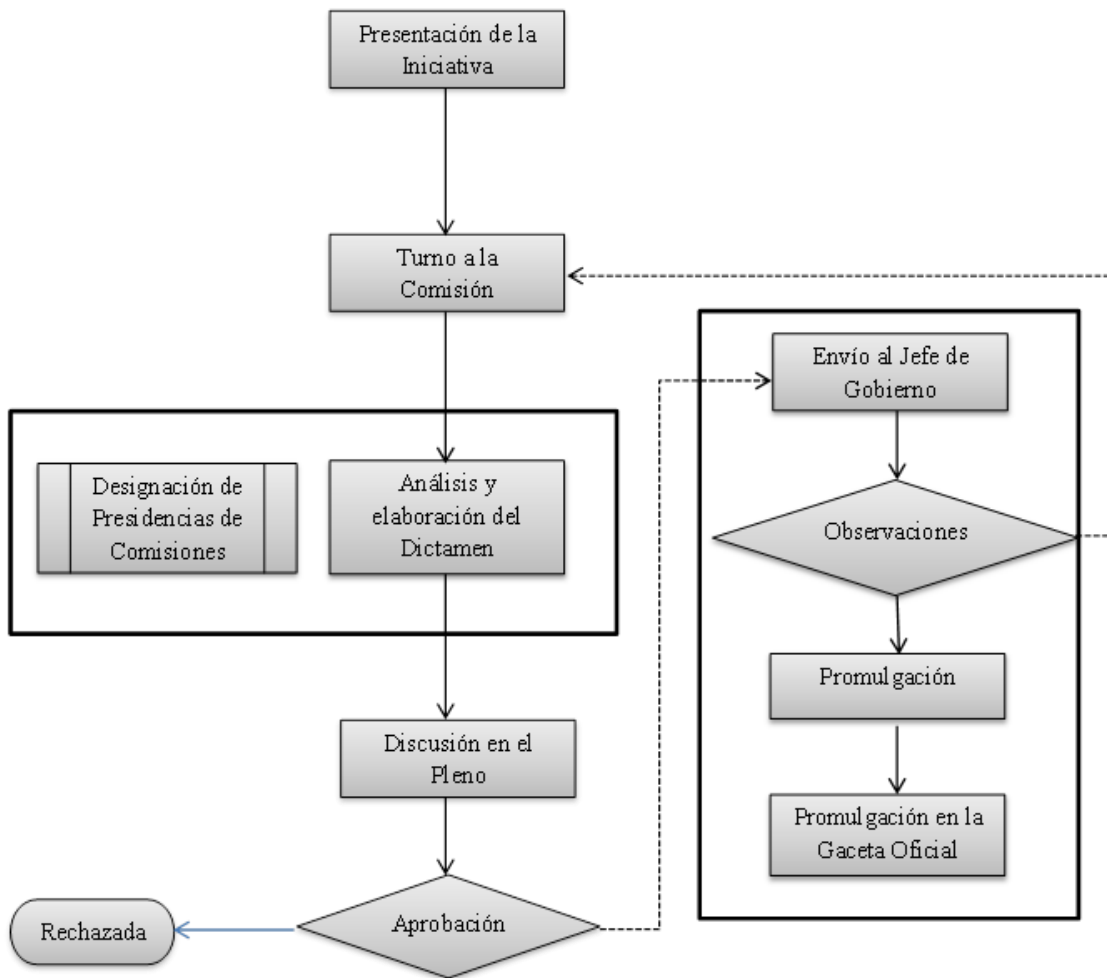 Presentación de la
Iniciativa
Turno a la
Comisión
Designación de
Presidencias de
Comisiones
Análisis y
elaboración del
Dictamen
Discusión en el
Pleno
Aprobación
Rechazada
Envío al Jefe de
Gobierno
Observaciones
Promulgación
Promulgación en la
Gaceta Oficial